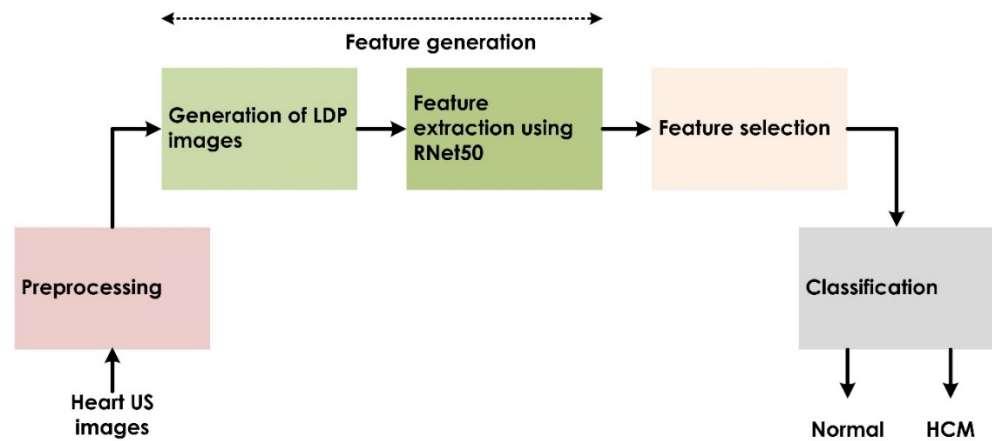 Feature generation
Generation of LDP
images
Feature
extraction using
RNet50
Feature selection
Preprocessing
Classification
Heart US
images
Normal
HCM